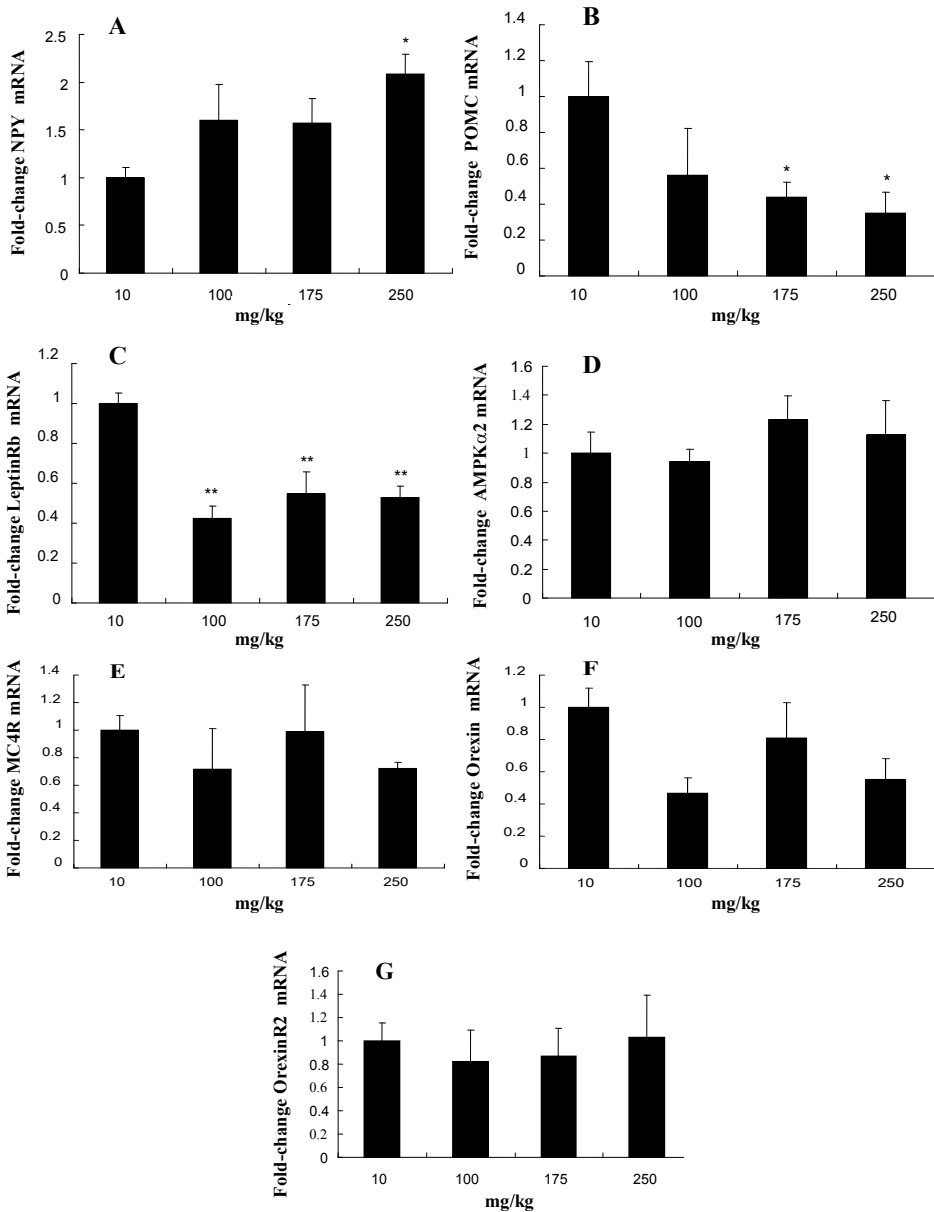 A
Fold-change NPY mRNA
2.5
2
1.5
1
0.5
0
*
10 100 175 250
mg/kg
B
Fold-change POMC mRNA
1.4
1.2
1
0.8
0.6
0.4
0.2
0
* *
10 100 175 250
mg/kg
C
Fold-change LeptinRb mRNA
1.2
1
0.8
0.6
0.4
0.2
0
** ** **
10 100 175 250
mg/kg
D
Fold-change AMPKα2 mRNA
1.6
1.4
1.2
1
0.8
0.6
0.4
0.2
0
10 100 175 250
mg/kg
E
Fold-change MC4R mRNA
1.4
1.2
1
0.8
0.6
0.4
0.2
0
10 100 175 250
mg/kg
F
Fold-change Orexin mRNA
1.2
1
0.8
0.6
0.4
0.2
0
10 100 175 250
mg/kg
G
Fold-change OrexinR2 mRNA
1.6
1.4
1.2
1
0.8
0.6
0.4
0.2
0
10 100 175 250
mg/kg